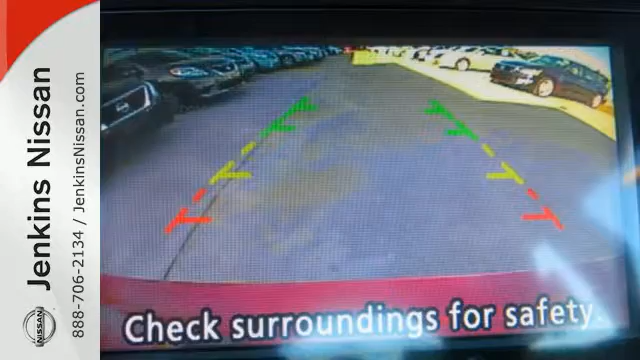 Jenkins Nissan
888-706-2134 / JenkinsNissan.com
NISSAN
Check surroundings for safety.